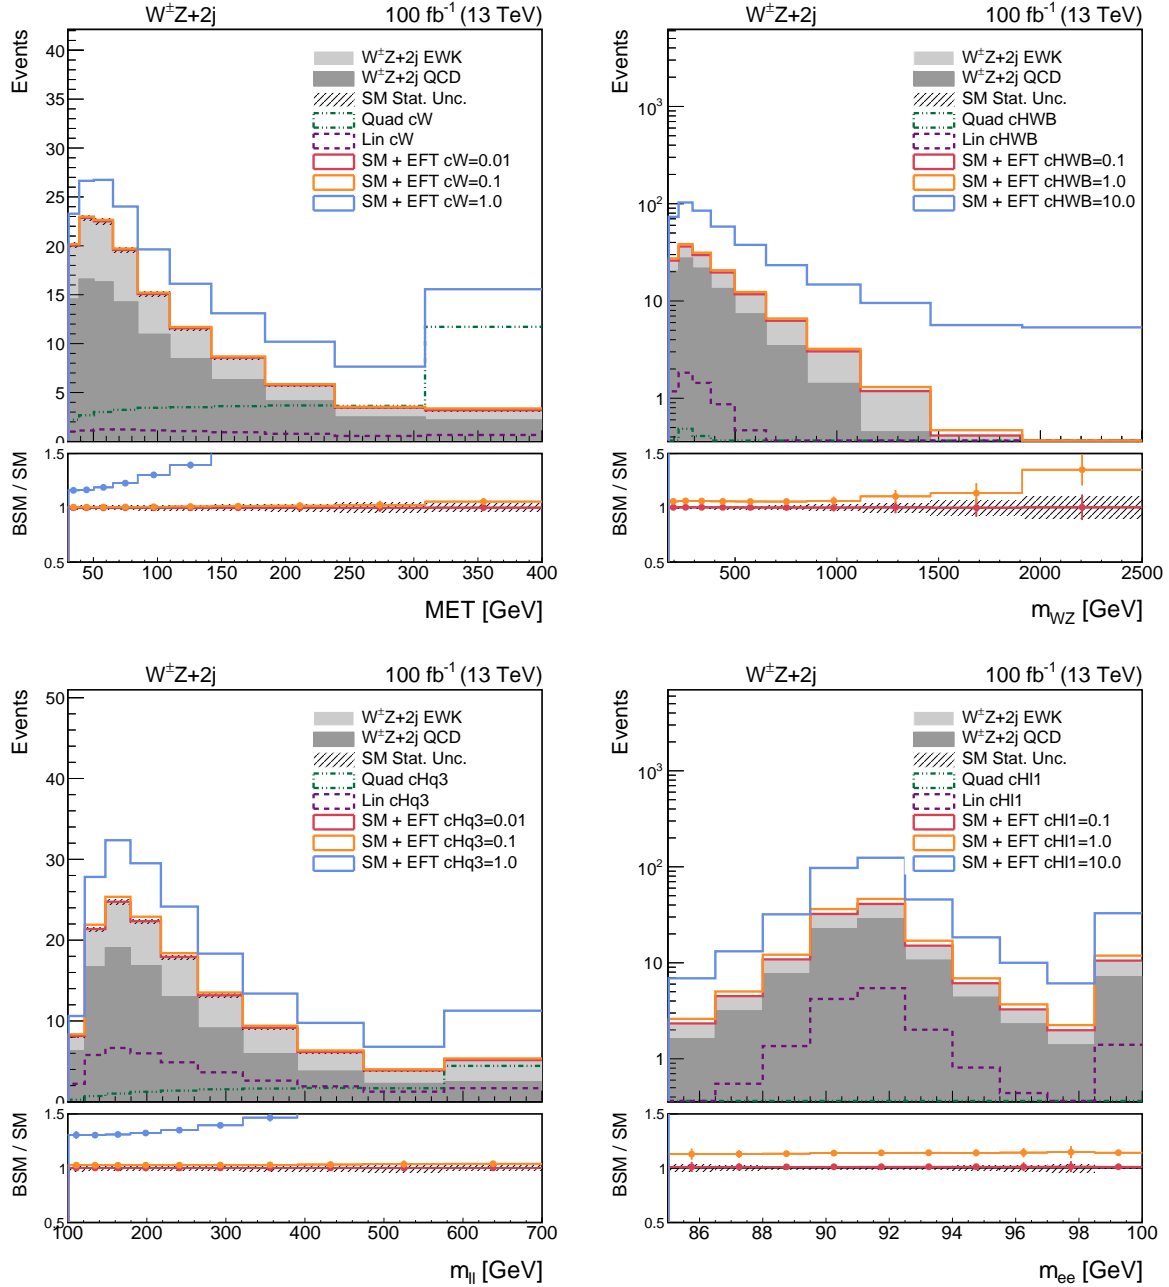 W±Z+2j 100 fb-1 (13 TeV)
Events
40
35
30
25
20
15
10
5
0
W±Z+2j EWK
W±Z+2j QCD
SM Stat. Unc.
Quad cW
Lin cW
SM + EFT cW=0.01
SM + EFT cW=0.1
SM + EFT cW=1.0
BSM / SM
1.5
1
0.5
50 100 150 200 250 300 350 400
MET [GeV]
W±Z+2j 100 fb-1 (13 TeV)
Events
10^3
10^2
10
1
W±Z+2j EWK
W±Z+2j QCD
SM Stat. Unc.
Quad cHWB
Lin cHWB
SM + EFT cHWB=0.1
SM + EFT cHWB=1.0
SM + EFT cHWB=10.0
BSM / SM
1.5
1
0.5
500 1000 1500 2000 2500
m_WZ [GeV]
W±Z+2j 100 fb-1 (13 TeV)
Events
50
40
30
20
10
0
W±Z+2j EWK
W±Z+2j QCD
SM Stat. Unc.
Quad cHq3
Lin cHq3
SM + EFT cHq3=0.01
SM + EFT cHq3=0.1
SM + EFT cHq3=1.0
BSM / SM
1.5
1
0.5
100 200 300 400 500 600 700
m_ll [GeV]
W±Z+2j 100 fb-1 (13 TeV)
Events
10^3
10^2
10
1
W±Z+2j EWK
W±Z+2j QCD
SM Stat. Unc.
Quad cHl1
Lin cHl1
SM + EFT cHl1=0.1
SM + EFT cHl1=1.0
SM + EFT cHl1=10.0
BSM / SM
1.5
1
0.5
86 88 90 92 94 96 98 100
m_ee [GeV]